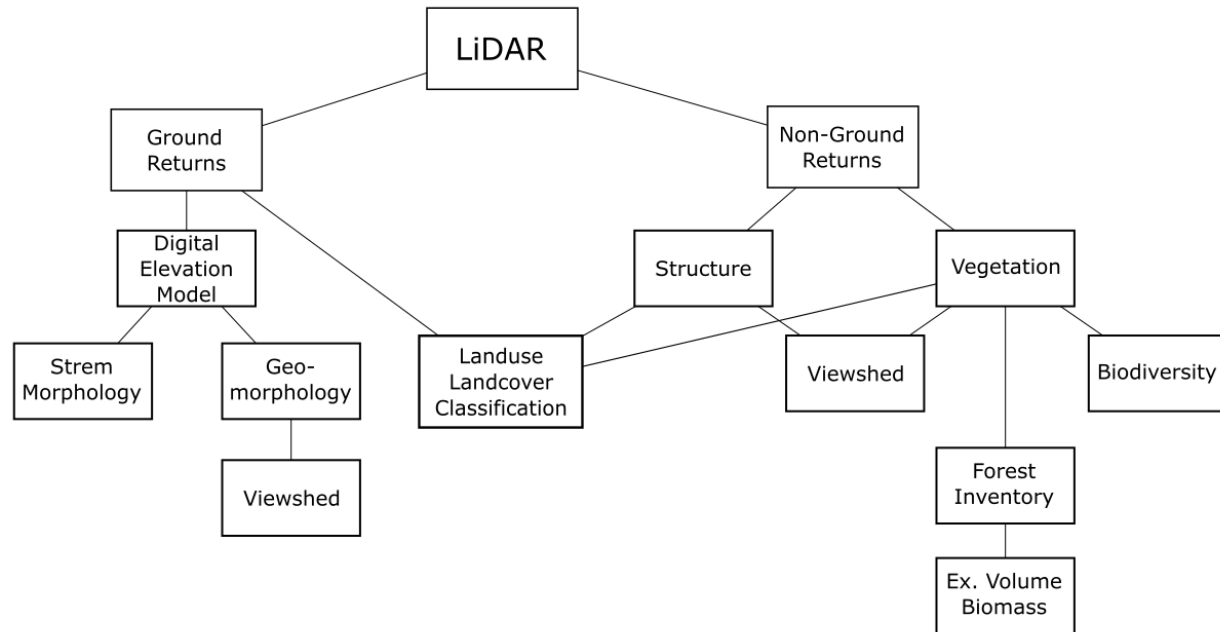 LiDAR
Ground
Returns
Non-Ground
Returns
Digital
Elevation
Model
Structure
Vegetation
Strem
Morphology
Geo-
morphology
Landuse
Landcover
Classification
Viewshed
Biodiversity
Viewshed
Forest
Inventory
Ex. Volume
Biomass